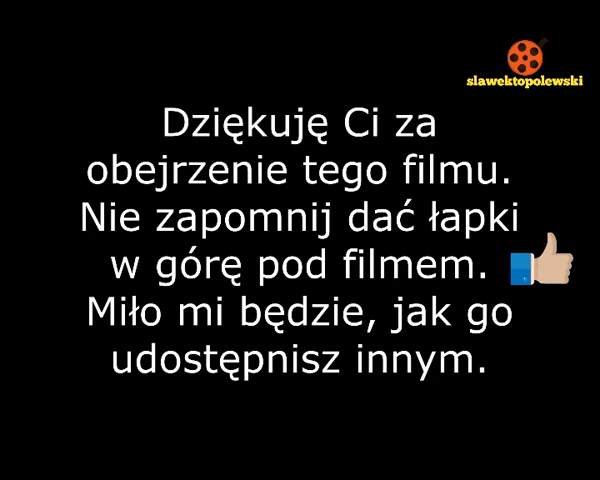 slawektopolewski
Dziękuję Ci za
obejrzenie tego filmu.
Nie zapomnij dać łapki
w górę pod filmem.
Miło mi będzie, jak go
udostępnisz innym.